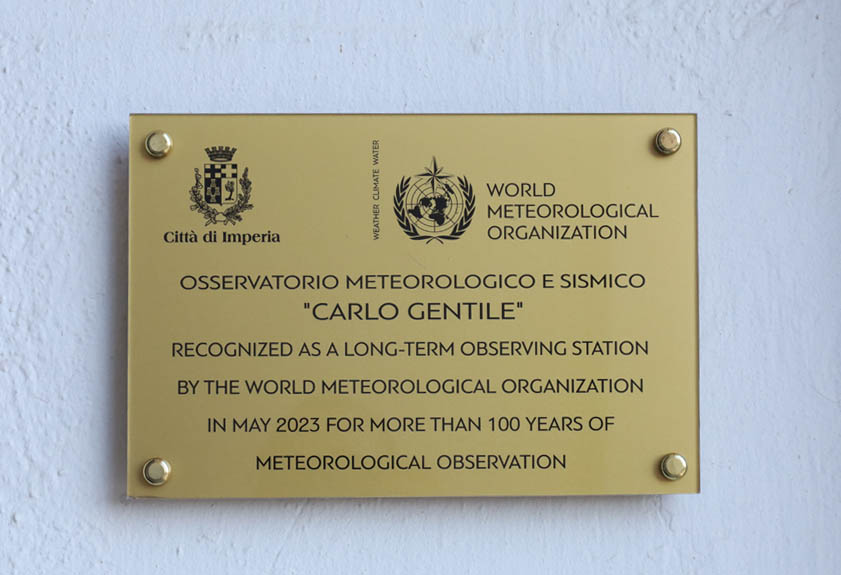 Città di Imperia
WEATHER CLIMATE WATER
WORLD
METEOROLOGICAL
ORGANIZATION
OSSERVATORIO METEOROLOGICO E SISMICO
"CARLO GENTILE"
RECOGNIZED AS A LONG-TERM OBSERVING STATION
BY THE WORLD METEOROLOGICAL ORGANIZATION
IN MAY 2023 FOR MORE THAN 100 YEARS OF
METEOROLOGICAL OBSERVATION